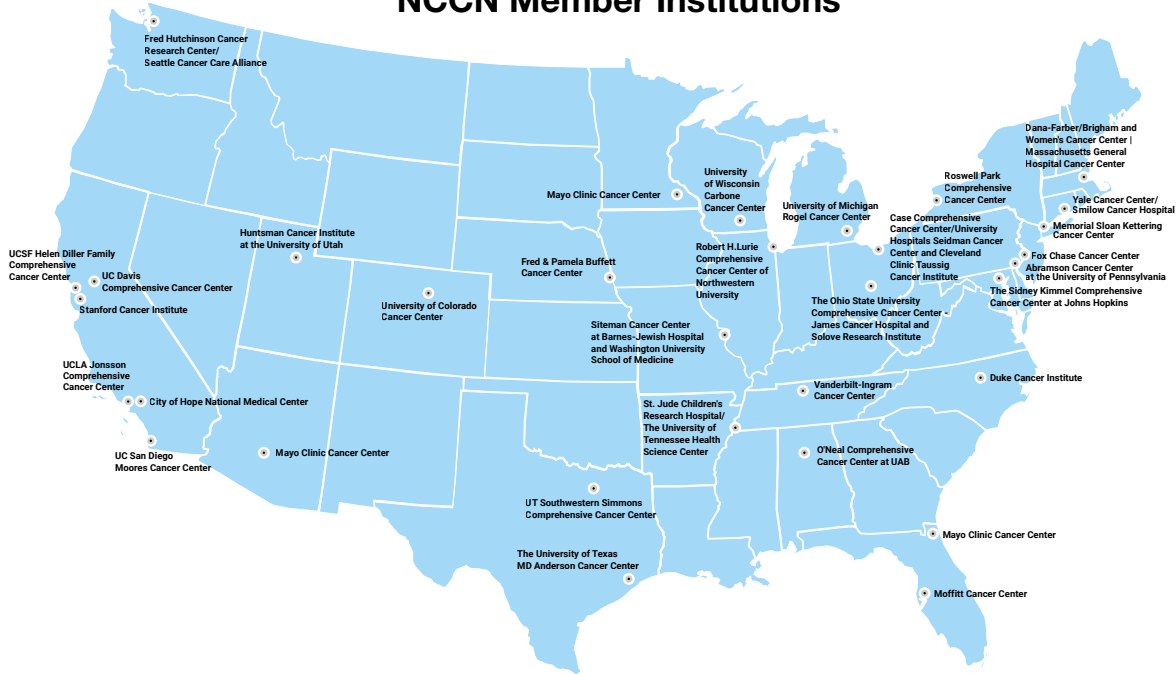 NCCN Member Institutions
Fred Hutchinson Cancer
Research Center/
Seattle Cancer Care Alliance
Dana-Farber/Brigham and
Women's Cancer Center |
Massachusetts General
Hospital Cancer Center
Roswell Park
Comprehensive
Cancer Center
University
of Wisconsin
Carbone
Cancer Center
Mayo Clinic Cancer Center
University of Michigan
Rogel Cancer Center
Yale Cancer Center/
Smilow Cancer Hospital
Case Comprehensive
Cancer Center/University
Hospitals Seidman Cancer
Center and Cleveland
Clinic Taussig
Cancer Institute
Memorial Sloan Kettering
Cancer Center
Huntsman Cancer Institute
at the University of Utah
Robert H.Lurie
Comprehensive
Cancer Center of
Northwestern
University
UCSF Helen Diller Family
Comprehensive
Cancer Center
Fred & Pamela Buffett
Cancer Center
Fox Chase Cancer Center
Abramson Cancer Center
at the University of Pennsylvania
UC Davis
Comprehensive Cancer Center
The Sidney Kimmel Comprehensive
Cancer Center at Johns Hopkins
Stanford Cancer Institute
University of Colorado
Cancer Center
The Ohio State University
Comprehensive Cancer Center -
James Cancer Hospital and
Solove Research Institute
Siteman Cancer Center
at Barnes-Jewish Hospital
and Washington University
School of Medicine
UCLA Jonsson
Comprehensive
Cancer Center
Duke Cancer Institute
Vanderbilt-Ingram
Cancer Center
City of Hope National Medical Center
St. Jude Children's
Research Hospital/
The University of
Tennessee Health
Science Center
UC San Diego
Moores Cancer Center
Mayo Clinic Cancer Center
O'Neal Comprehensive
Cancer Center at UAB
UT Southwestern Simmons
Comprehensive Cancer Center
Mayo Clinic Cancer Center
The University of Texas
MD Anderson Cancer Center
Moffitt Cancer Center